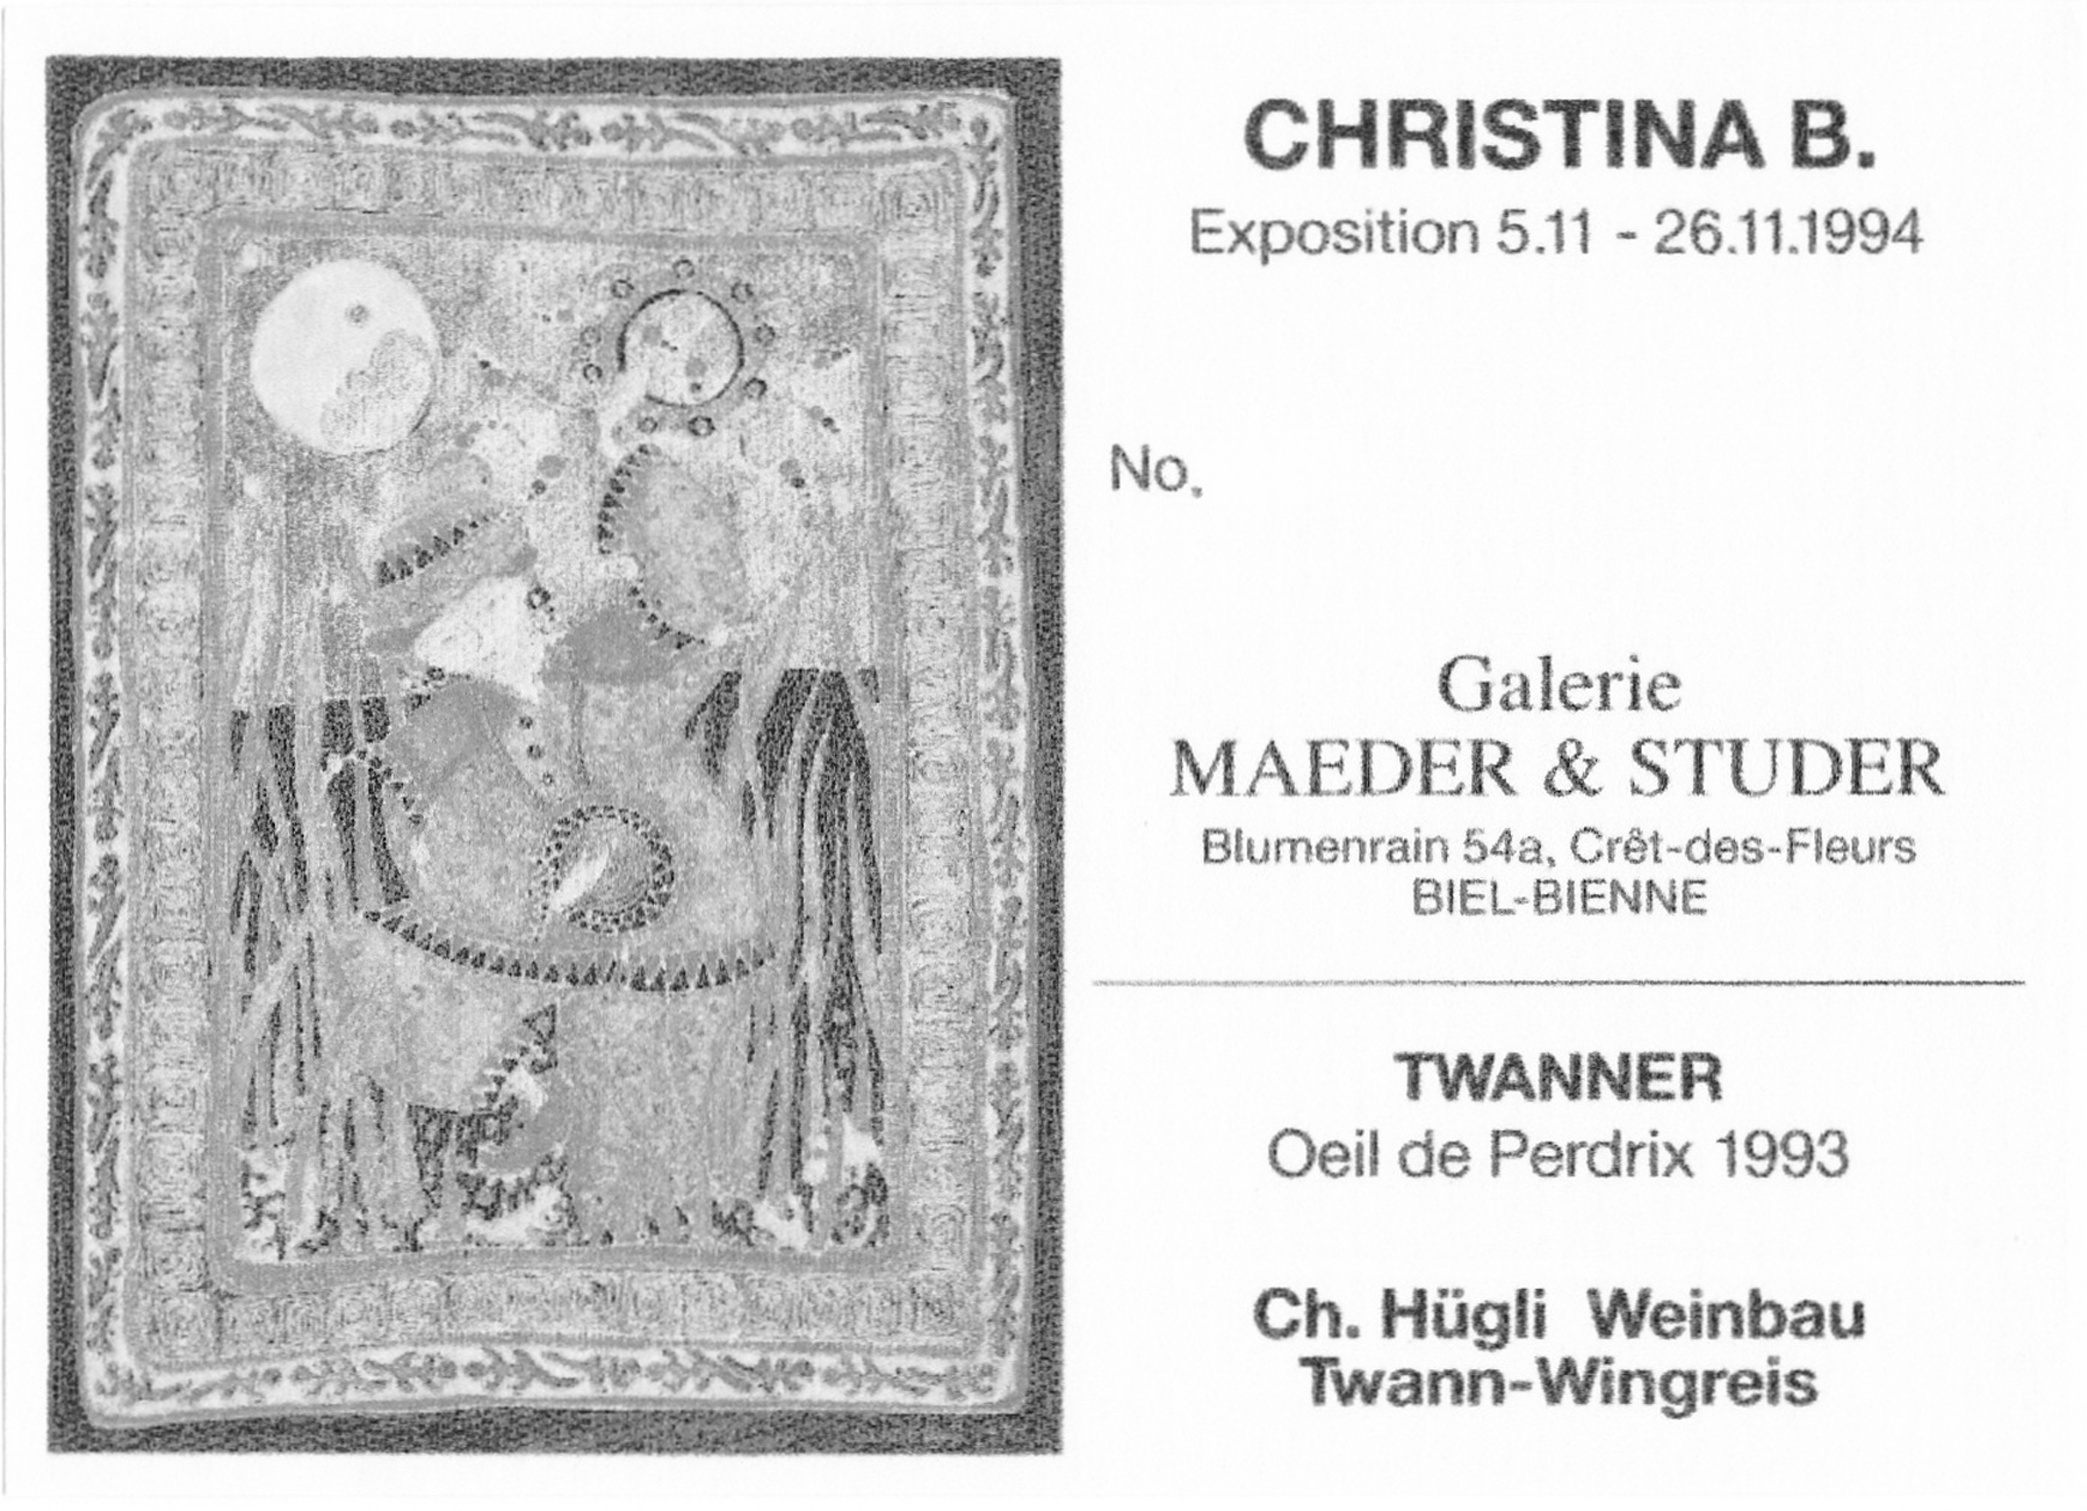 CHRISTINA B.
Exposition 5.11 - 26.11.1994
No.
Galerie
MAEDER & STUDER
Blumenrain 54a, Crêt-des-Fleurs
BIEL-BIENNE
TWANNER
Oeil de Perdrix 1993
Ch. Hügli Weinbau
Twann-Wingreis